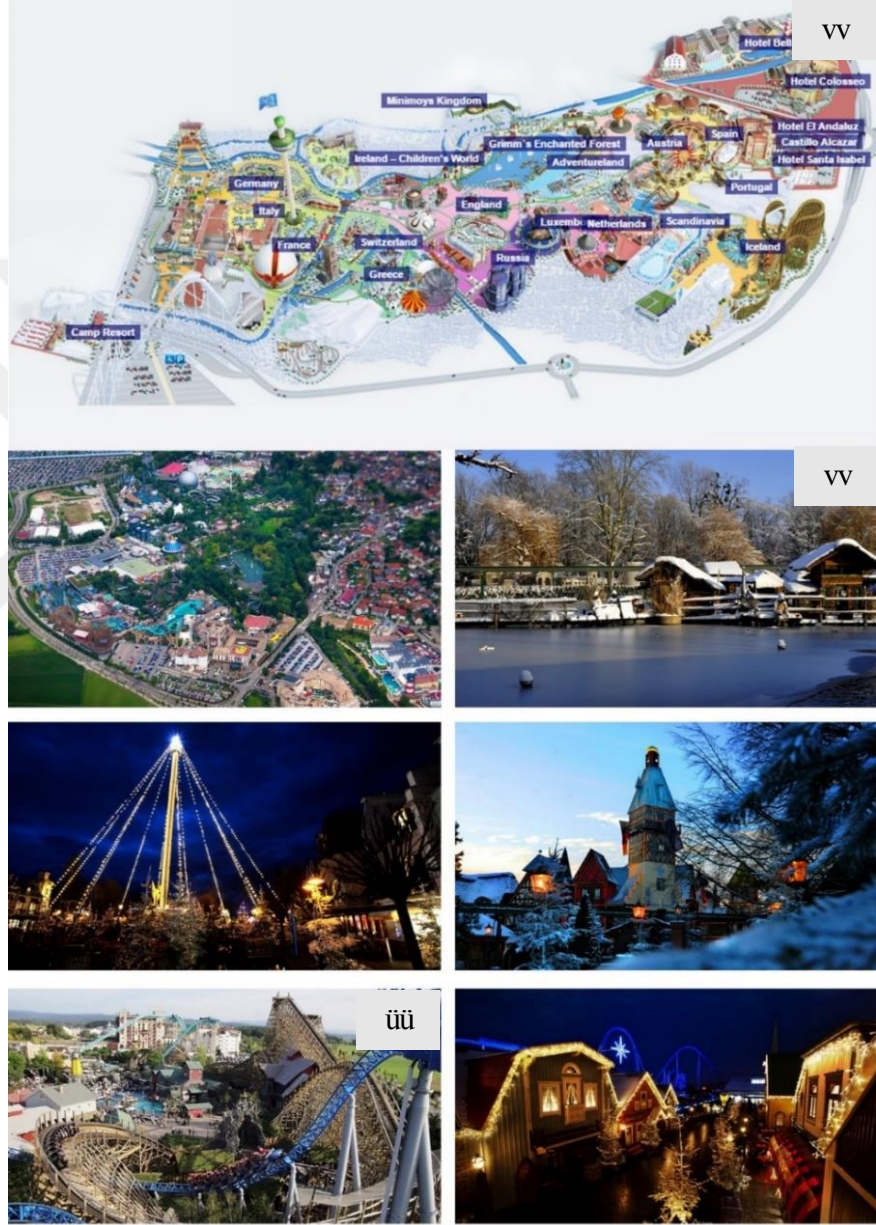 vv
Hotel Bell
Hotel Colosseo
Minimoys Kingdom
Hotel El Andaluz
Spain
Grimm`s Enchanted Forest
Austria
Castillo Alcazar
Ireland – Children's World
Adventureland
Hotel Santa Isabel
Germany
Portugal
England
Italy
Luxemb
Netherlands
Scandinavia
France
Switzerland
Iceland
Russia
Greece
Camp Resort
P
vv
üü